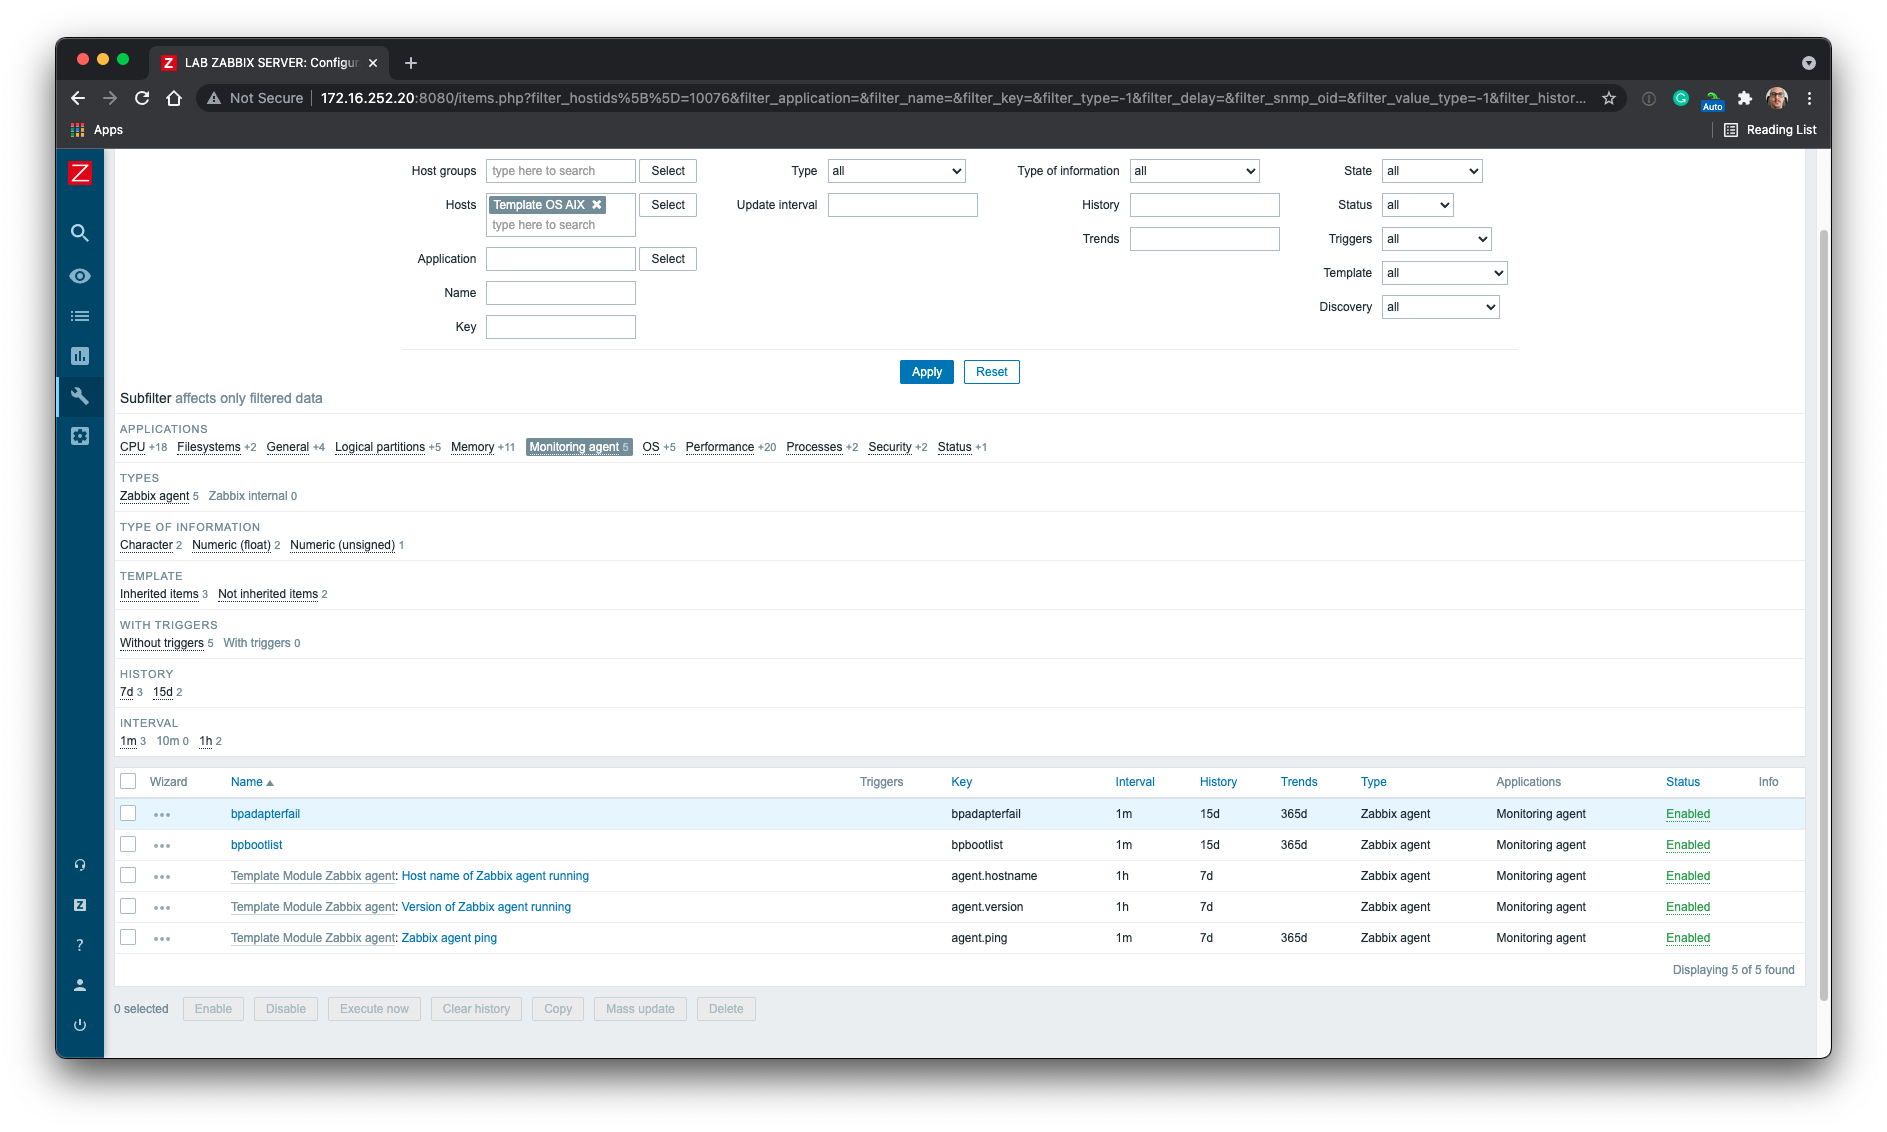 LAB ZABBIX SERVER: Configur
Not Secure 172.16.252.20:8080/items.php?filter_hostids%5B%5D=10076&filter_application=&filter_name=&filter_key=&filter_type=-1&filter_delay=&filter_snmp_oid=&filter_value_type=-1&filter_histor...
Auto
Apps Reading List
Z
Host groups type here to search Select Type all Type of information all State all
Hosts Template OS AIX Select Update interval History Status all
type here to search
Trends Triggers all
Application Select
Template all
Name
Discovery all
Key
Apply Reset
Subfilter affects only filtered data
APPLICATIONS
CPU +18 Filesystems +2 General +4 Logical partitions +5 Memory +11 Monitoring agent 5 OS +5 Performance +20 Processes +2 Security +2 Status +1
TYPES
Zabbix agent 5 Zabbix internal 0
TYPE OF INFORMATION
Character 2 Numeric (float) 2 Numeric (unsigned) 1
TEMPLATE
Inherited items 3 Not inherited items 2
WITH TRIGGERS
Without triggers 5 With triggers 0
HISTORY
7d 3 15d 2
INTERVAL
1m 3 10m 0 1h 2
Wizard Name Triggers Key Interval History Trends Type Applications Status Info
bpadapterfail bpadapterfail 1m 15d 365d Zabbix agent Monitoring agent Enabled
bpbootlist bpbootlist 1m 15d 365d Zabbix agent Monitoring agent Enabled
Template Module Zabbix agent: Host name of Zabbix agent running agent.hostname 1h 7d Zabbix agent Monitoring agent Enabled
Template Module Zabbix agent: Version of Zabbix agent running agent.version 1h 7d Zabbix agent Monitoring agent Enabled
Template Module Zabbix agent: Zabbix agent ping agent.ping 1m 7d 365d Zabbix agent Monitoring agent Enabled
Displaying 5 of 5 found
0 selected Enable Disable Execute now Clear history Copy Mass update Delete